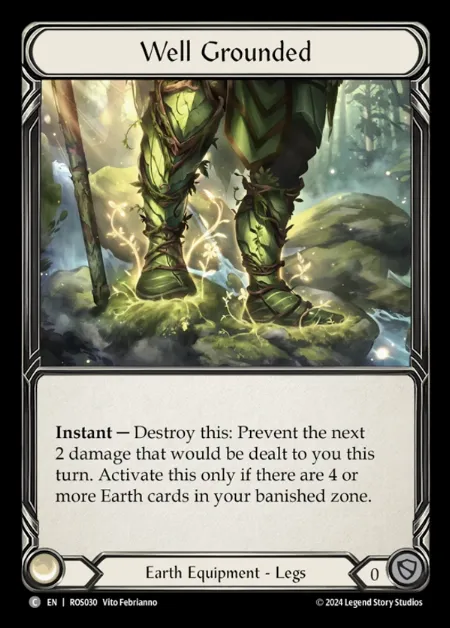 Well Grounded
Instant — Destroy this: Prevent the next
2 damage that would be dealt to you this
turn. Activate this only if there are 4 or
more Earth cards in your banished zone.
Earth Equipment - Legs
0
C EN | ROS030 Vito Febrianno © 2024 Legend Story Studios